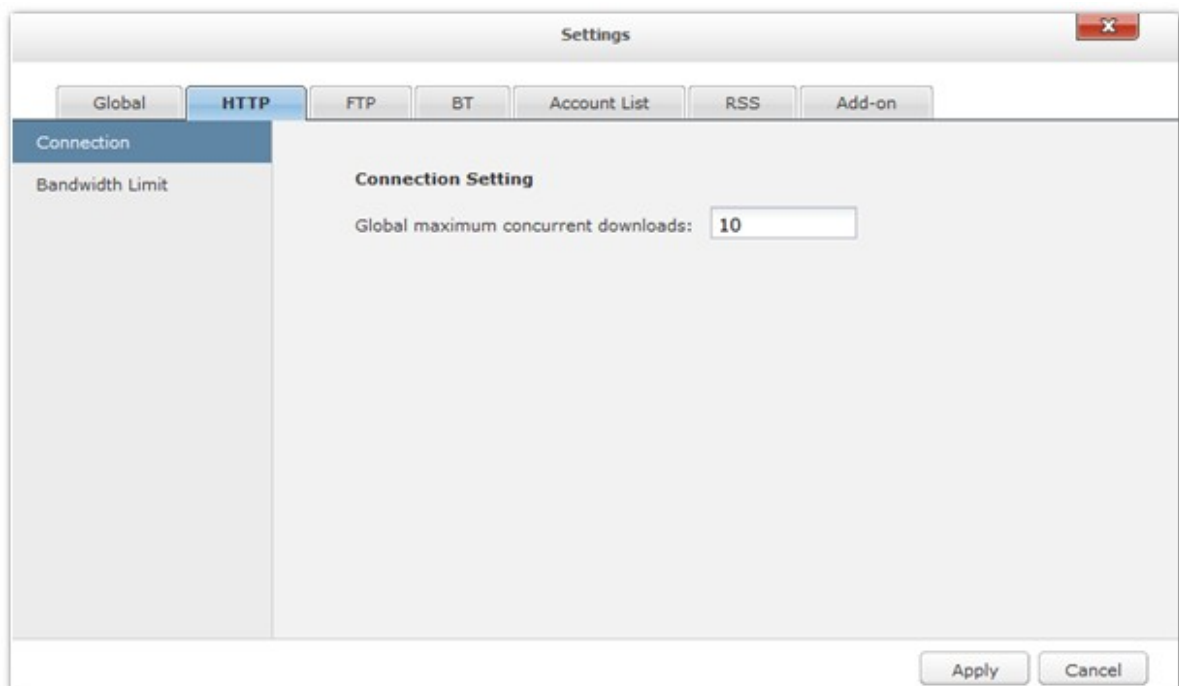 Settings
Global HTTP FTP BT Account List RSS Add-on
Connection
Bandwidth Limit
Connection Setting
Global maximum concurrent downloads: 10
Apply Cancel